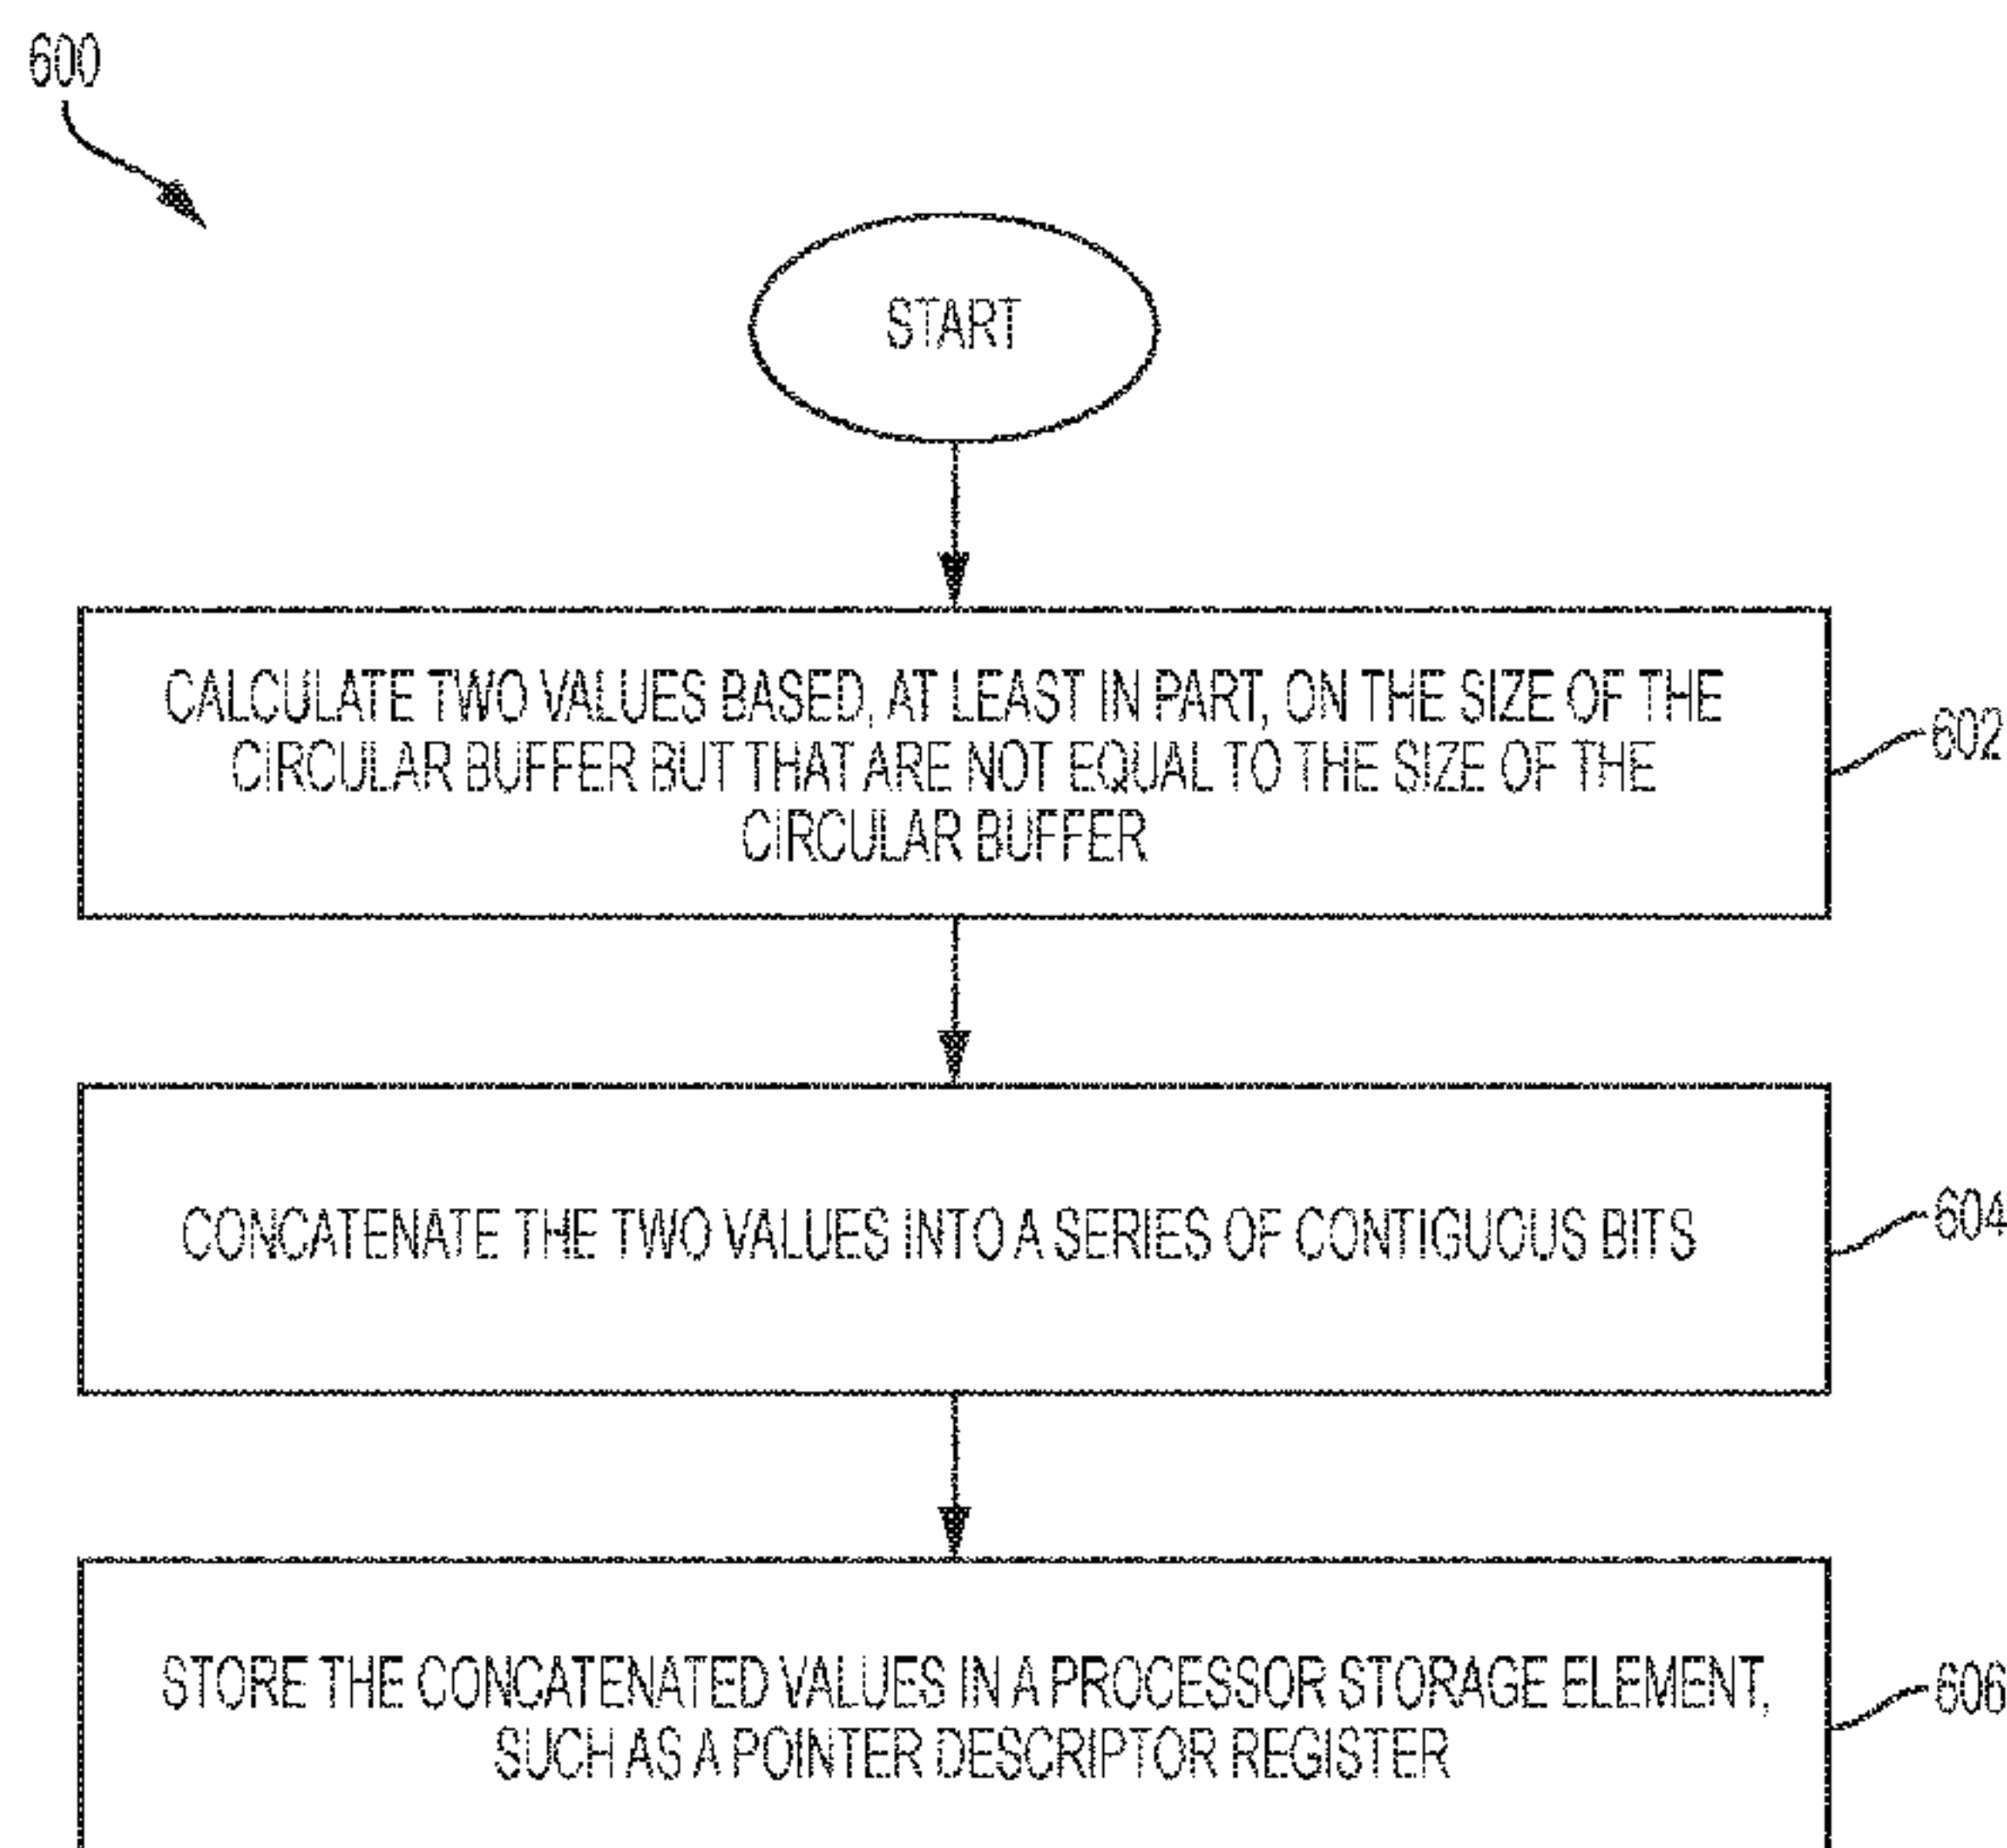 600
START
CALCULATE TWO VALUES BASED, AT LEAST IN PART, ON THE SIZE OF THE
CIRCULAR BUFFER BUT THAT ARE NOT EQUAL TO THE SIZE OF THE
CIRCULAR BUFFER
602
CONCATENATE THE TWO VALUES INTO A SERIES OF CONTIGUOUS BITS
604
STORE THE CONCATENATED VALUES IN A PROCESSOR STORAGE ELEMENT,
SUCH AS A POINTER DESCRIPTOR REGISTER
606